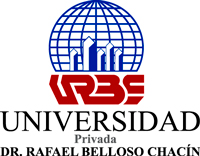 URBE
UNIVERSIDAD
Privada
DR. RAFAEL BELLOSO CHACÍN